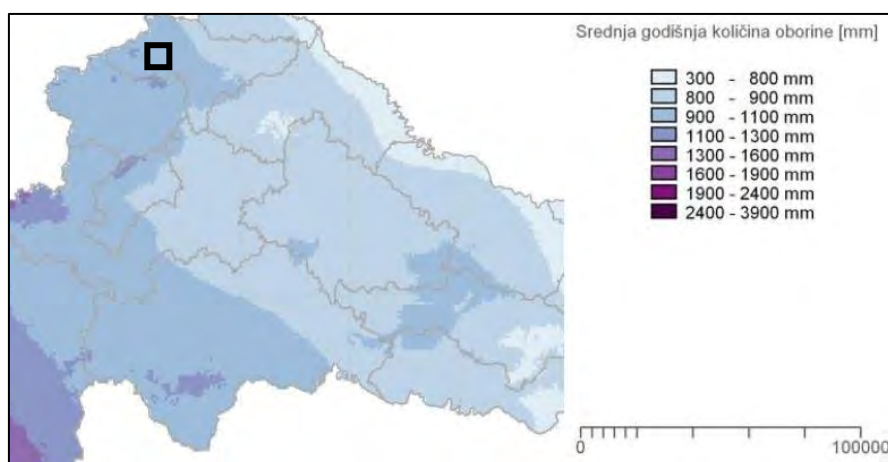 Srednja godišnja količina oborine [mm]
300 - 800 mm
800 - 900 mm
900 - 1100 mm
1100 - 1300 mm
1300 - 1600 mm
1600 - 1900 mm
1900 - 2400 mm
2400 - 3900 mm
0 100000